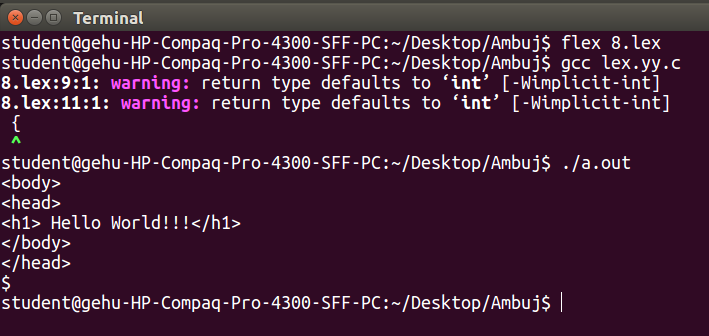 Terminal
student@gehu-HP-Compaq-Pro-4300-SFF-PC:~/Desktop/Ambuj$ flex 8.lex
student@gehu-HP-Compaq-Pro-4300-SFF-PC:~/Desktop/Ambuj$ gcc lex.yy.c
8.lex:9:1: warning: return type defaults to ‘int’ [-Wimplicit-int]
8.lex:11:1: warning: return type defaults to ‘int’ [-Wimplicit-int]
 {
 ^
student@gehu-HP-Compaq-Pro-4300-SFF-PC:~/Desktop/Ambuj$ ./a.out
<body>
<head>
<h1> Hello World!!!</h1>
</body>
</head>
$
student@gehu-HP-Compaq-Pro-4300-SFF-PC:~/Desktop/Ambuj$